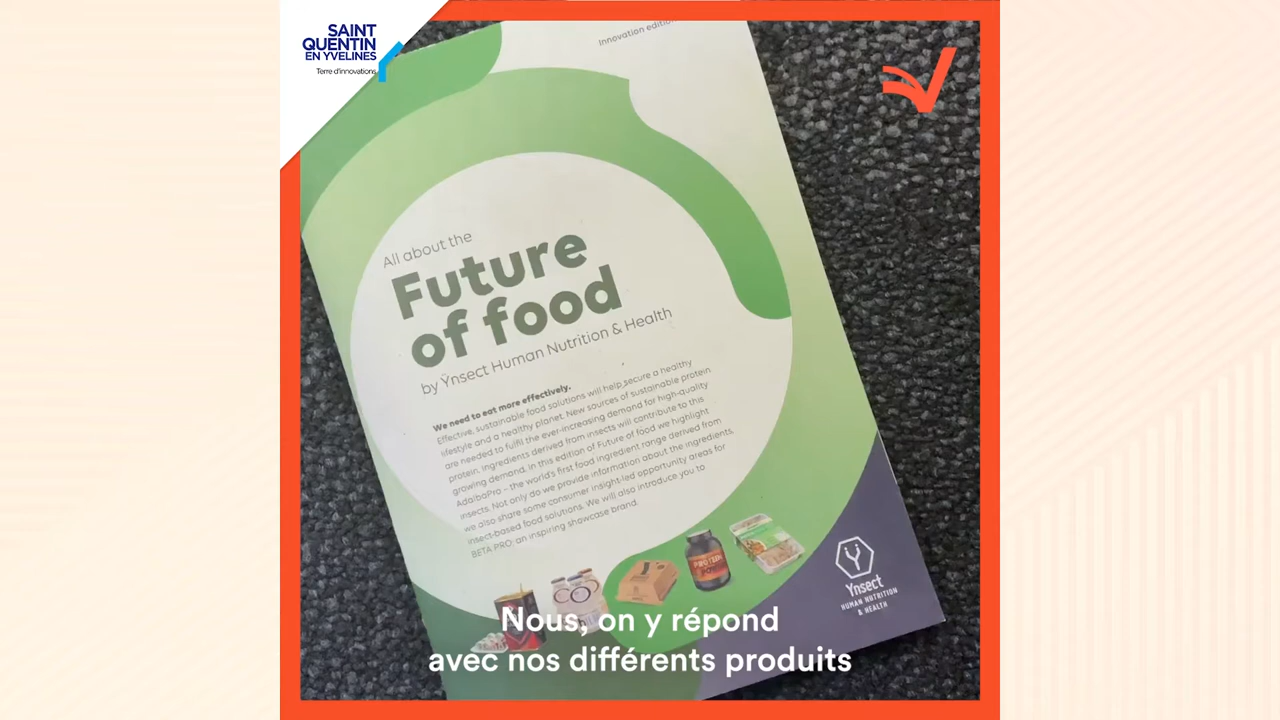 SAINT
QUENTIN
EN YVELINES
Terre d'innovations
Innovation edition
All about the
Future
of food
by Ÿnsect Human Nutrition & Health
We need to eat more effectively.
Effective, sustainable food solutions will help secure a healthy
lifestyle and a healthy planet. New sources of sustainable protein
are needed to fulfil the ever-increasing demand for high-quality
protein. Ingredients derived from insects will contribute to this
growing demand. In this edition of Future of food we highlight
AdalbaPro – the world's first food ingredient range derived from
insects. Not only do we provide information about the ingredients,
we also share some consumer insight-led opportunity areas for
insect-based food solutions. We will also introduce you to
BETA PRO: an inspiring showcase brand.
PROTEIN
Ynsect
HUMAN NUTRITION
& HEALTH
Nous, on y répond
avec nos différents produits